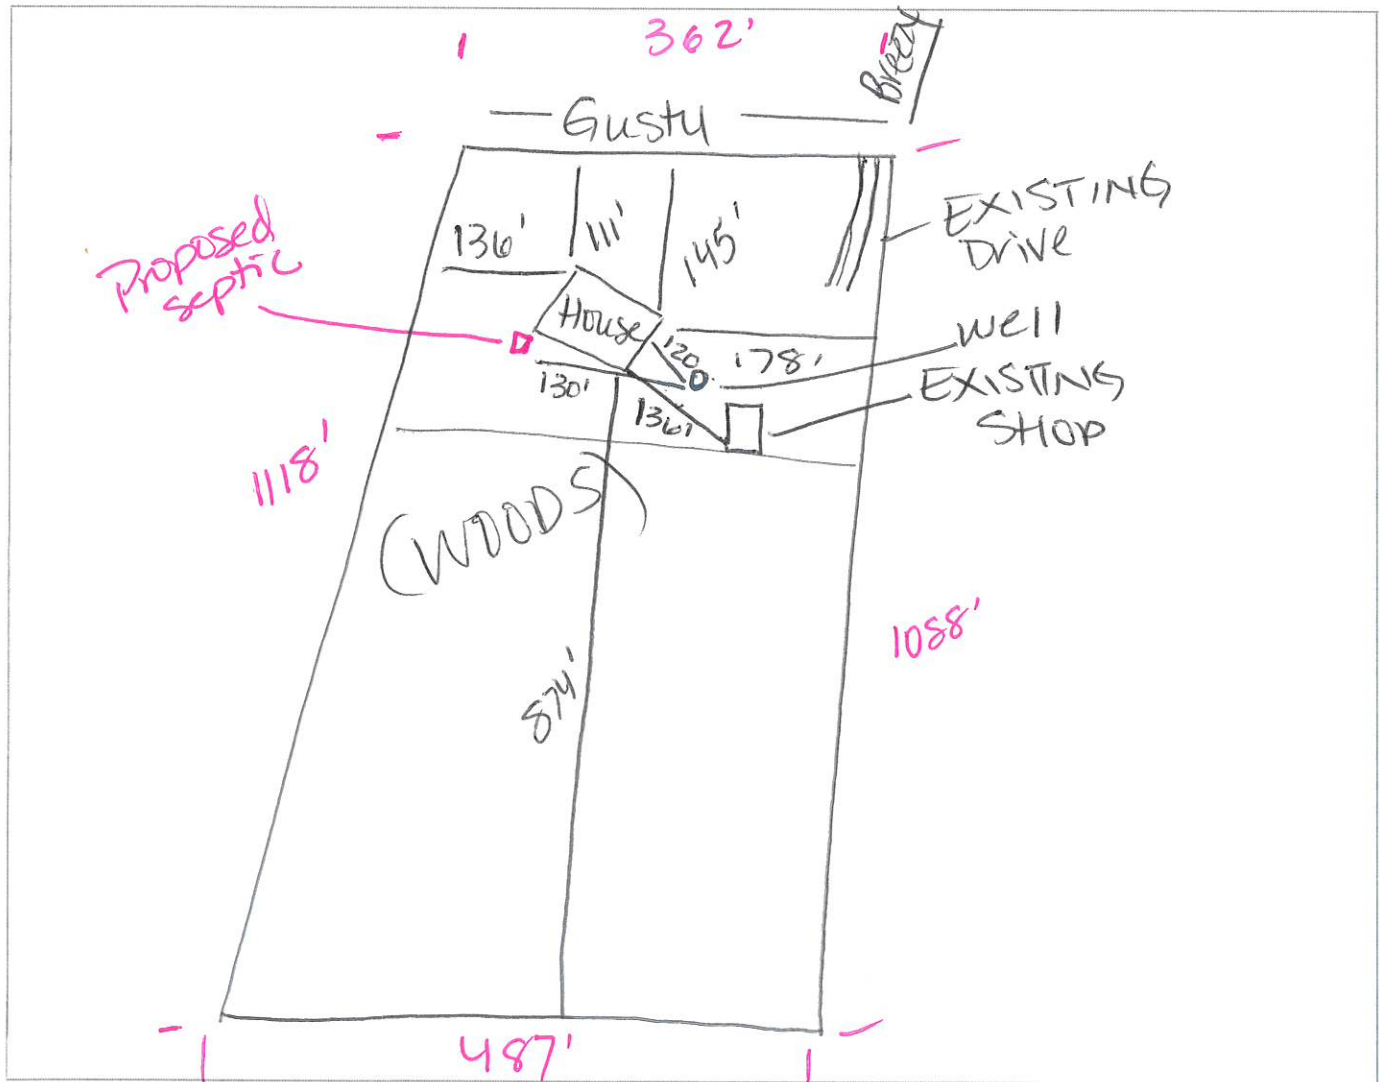 362'
Breezy
Gusty
EXISTING
Drive
136'
111'
145'
Proposed
septic
House
well
120
178'
EXISTING
SHOP
130'
136'
1118'
(WOODS)
1088'
874'
487'